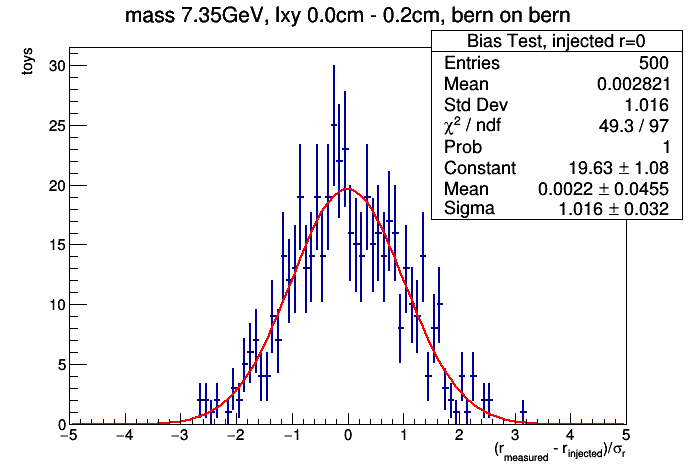 mass 7.35GeV, lxy 0.0cm - 0.2cm, bern on bern
Bias Test, injected r=0
Entries 500
Mean 0.002821
Std Dev 1.016
χ² / ndf 49.3 / 97
Prob 1
Constant 19.63 ± 1.08
Mean 0.0022 ± 0.0455
Sigma 1.016 ± 0.032
toys
30
25
20
15
10
5
0
−5 −4 −3 −2 −1 0 1 2 3 4 5
(r_measured - r_injected)/σ_r